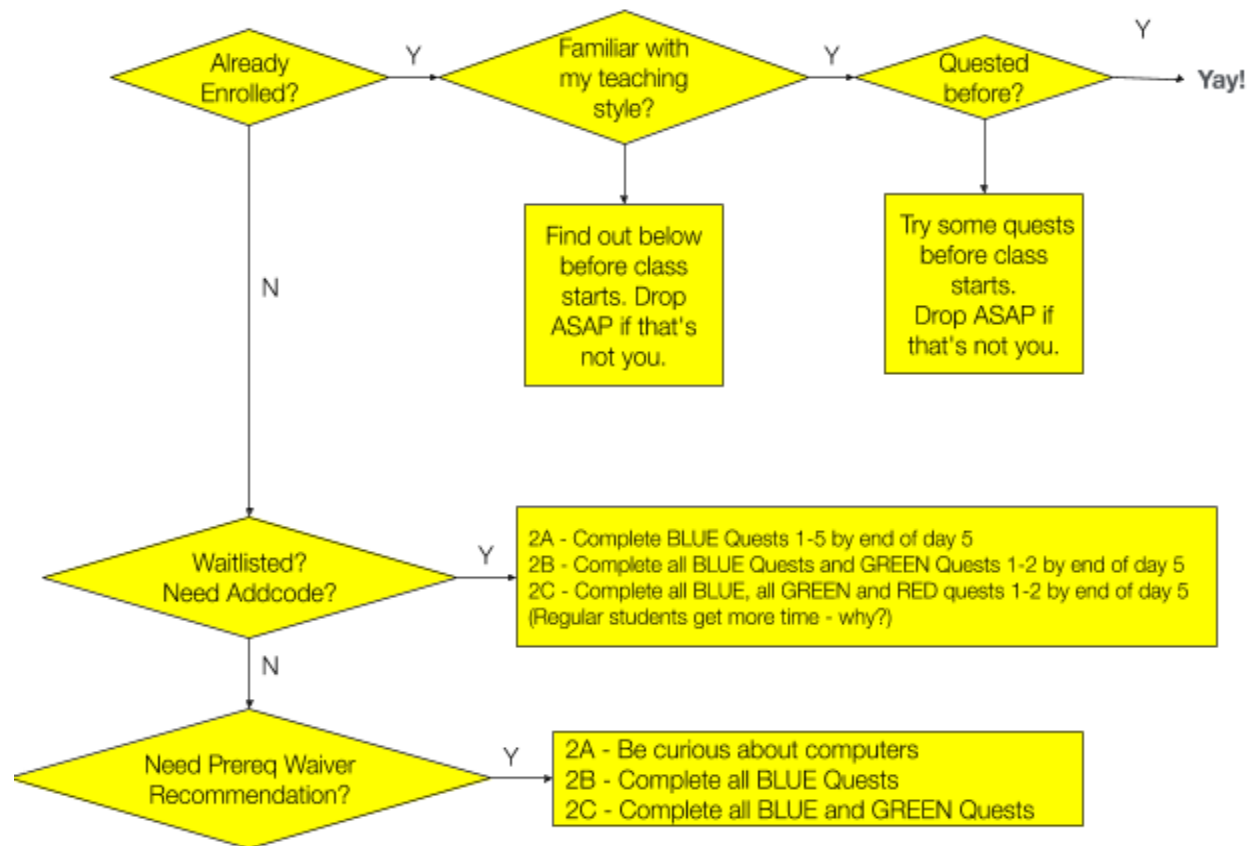 Already
Enrolled?
Y
Familiar with
my teaching
style?
Y
Quested
before?
Y
Yay!
Find out below
before class
starts. Drop
ASAP if that's
not you.
Try some quests
before class
starts.
Drop ASAP if
that's not you.
N
Waitlisted?
Need Addcode?
Y
2A - Complete BLUE Quests 1-5 by end of day 5
2B - Complete all BLUE Quests and GREEN Quests 1-2 by end of day 5
2C - Complete all BLUE, all GREEN and RED quests 1-2 by end of day 5
(Regular students get more time - why?)
N
Need Prereq Waiver
Recommendation?
Y
2A - Be curious about computers
2B - Complete all BLUE Quests
2C - Complete all BLUE and GREEN Quests